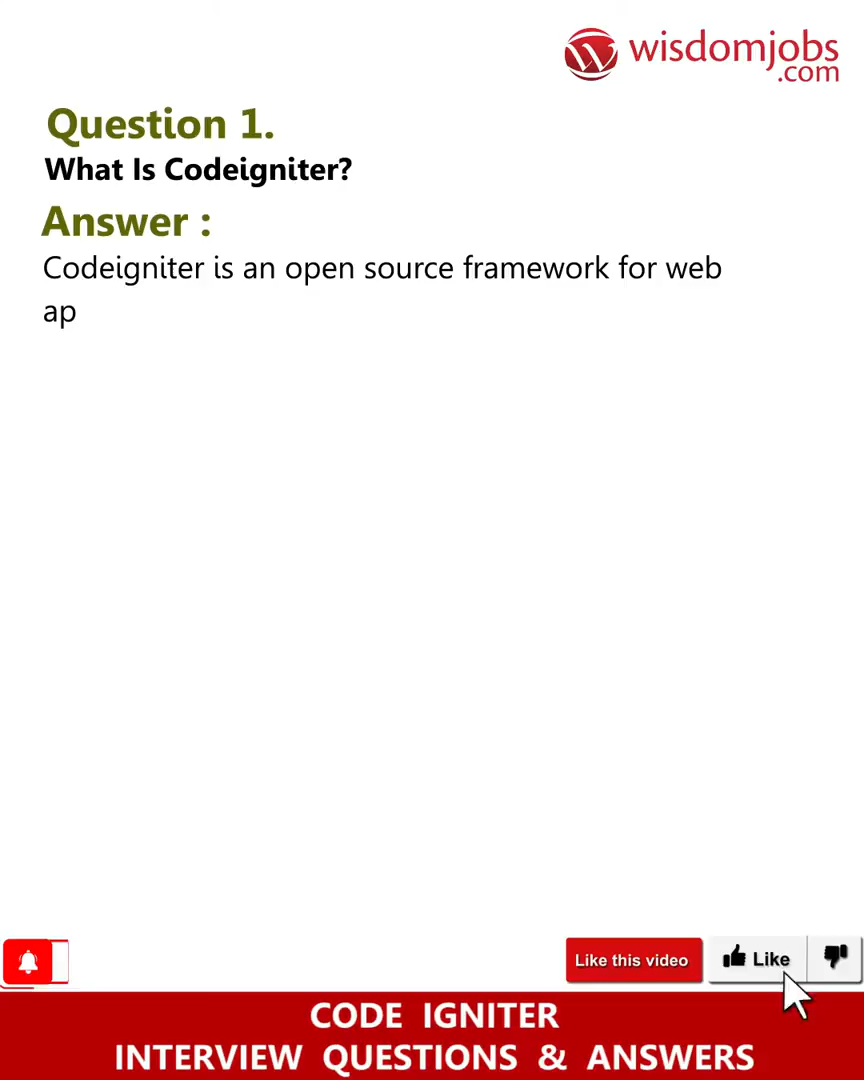 wisdomjobs
.com
Question 1.
What Is Codeigniter?
Answer :
Codeigniter is an open source framework for web
ap
Like this video
Like
CODE IGNITER
INTERVIEW QUESTIONS & ANSWERS